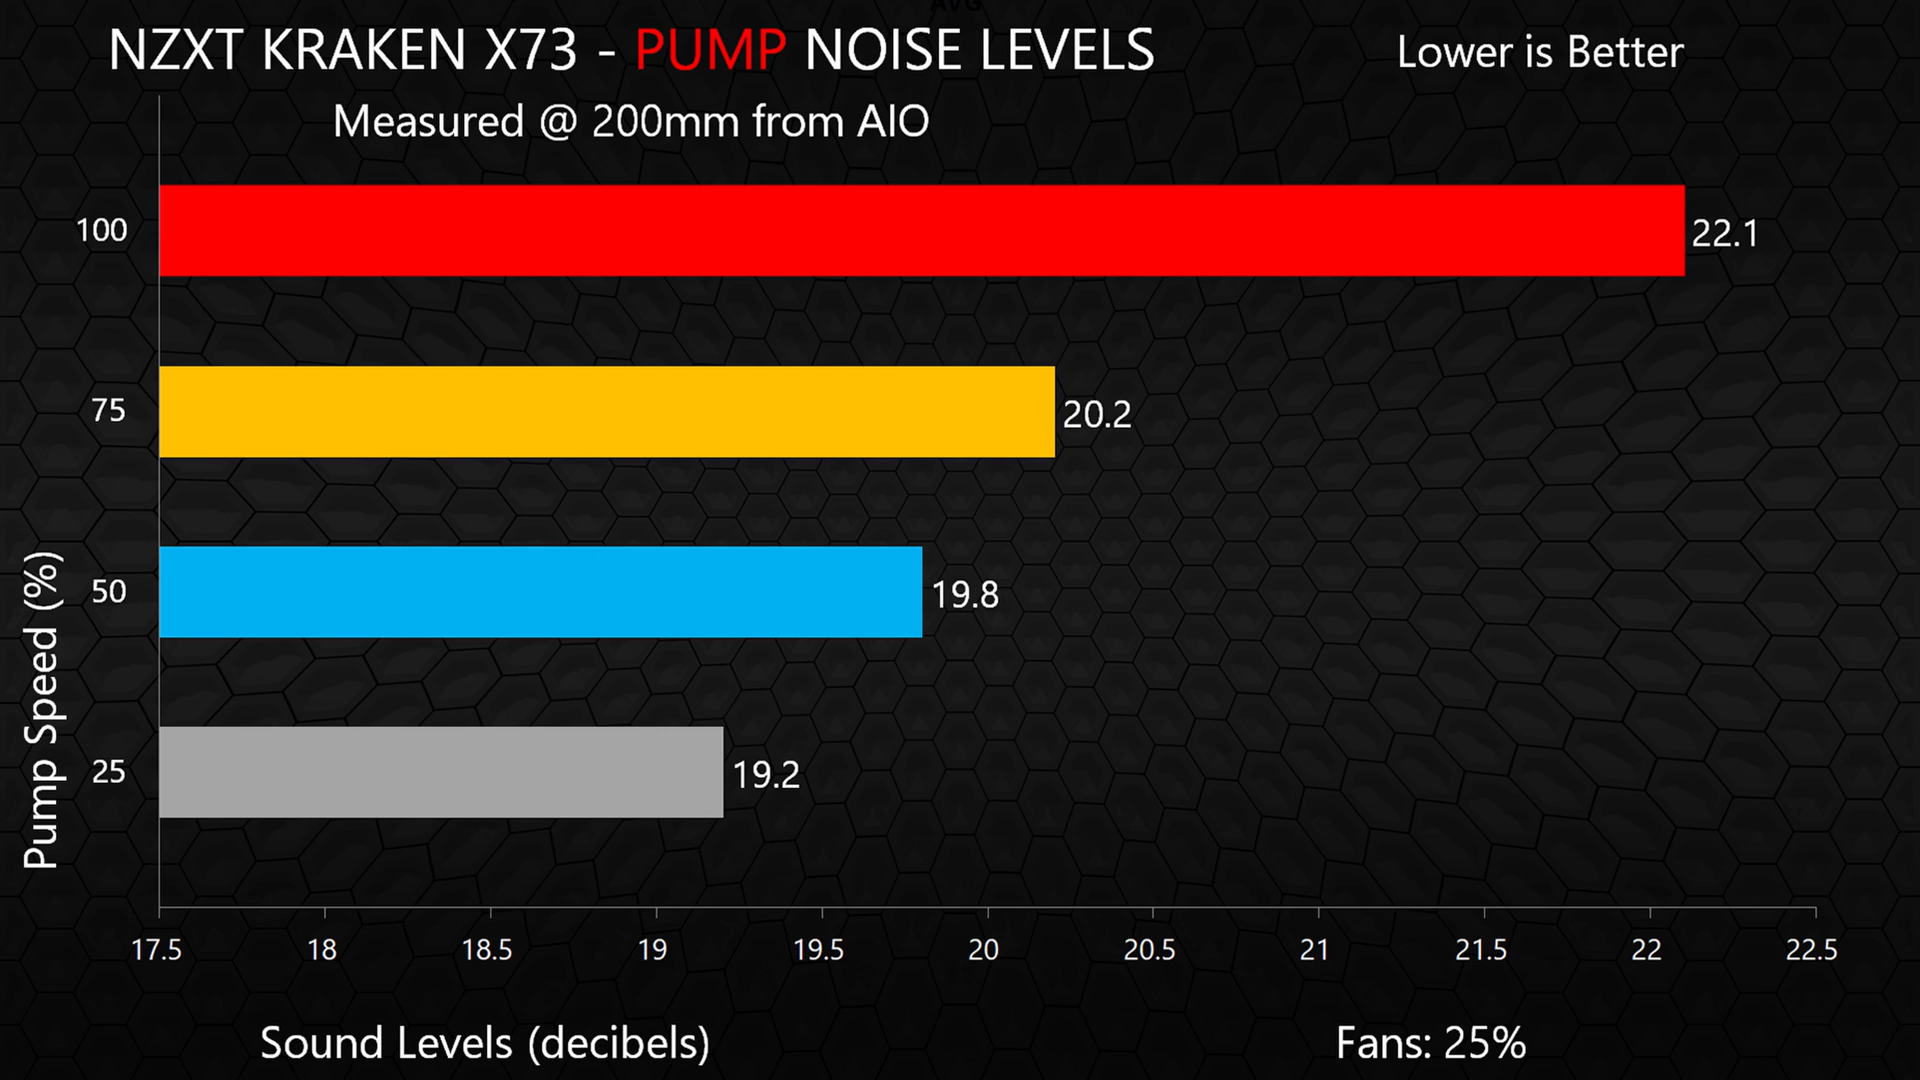 AVG
NZXT KRAKEN X73 - PUMP NOISE LEVELS
Lower is Better
Measured @ 200mm from AIO
100
22.1
75
20.2
50
19.8
25
19.2
Pump Speed (%)
17.5 18 18.5 19 19.5 20 20.5 21 21.5 22 22.5
Sound Levels (decibels)
Fans: 25%